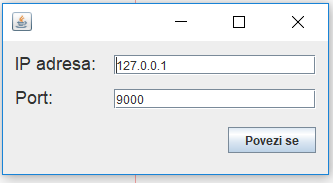 IP adresa: 127.0.0.1
Port: 9000
Povezi se